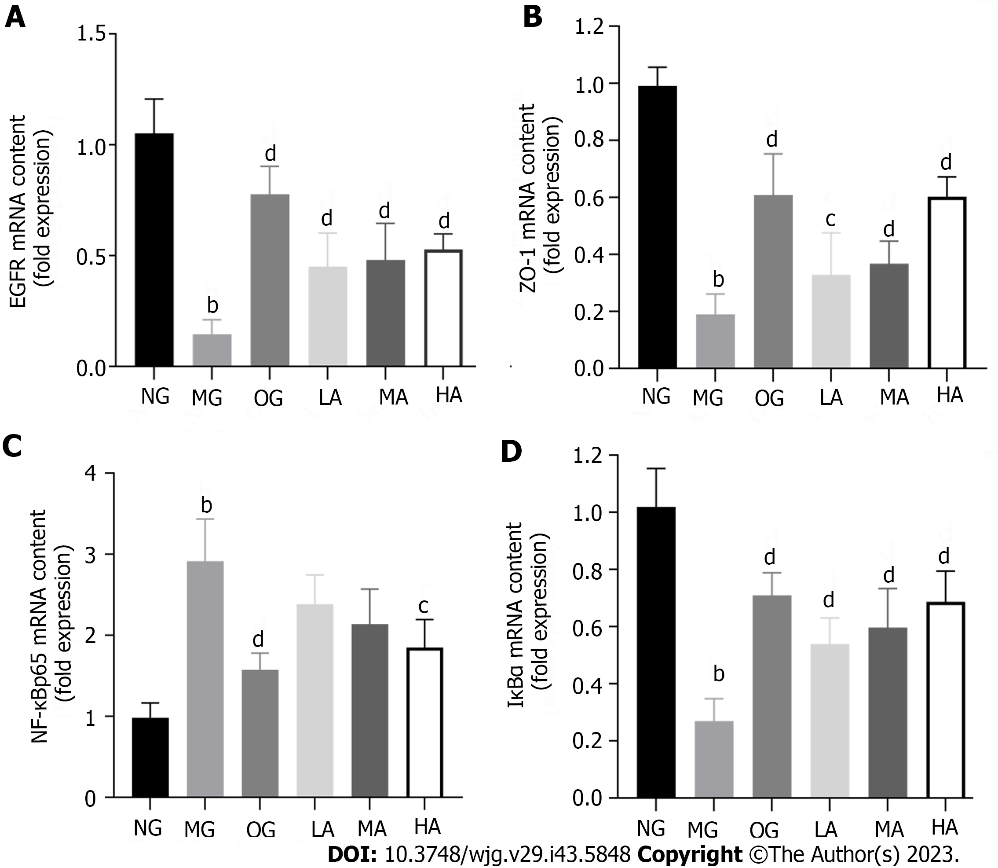 A
EGFR mRNA content
(fold expression)
1.5
1.0
0.5
0.0
b
d
d
d
d
NG MG OG LA MA HA
B
ZO-1 mRNA content
(fold expression)
1.2
1.0
0.8
0.6
0.4
0.2
0.0
b
d
c
d
d
NG MG OG LA MA HA
C
NF-κBp65 mRNA content
(fold expression)
4
3
2
1
0
b
d
c
NG MG OG LA MA HA
D
IκBα mRNA content
(fold expression)
1.2
1.0
0.8
0.6
0.4
0.2
0.0
b
d
d
d
d
NG MG OG LA MA HA
DOI: 10.3748/wjg.v29.i43.5848 Copyright ©The Author(s) 2023.